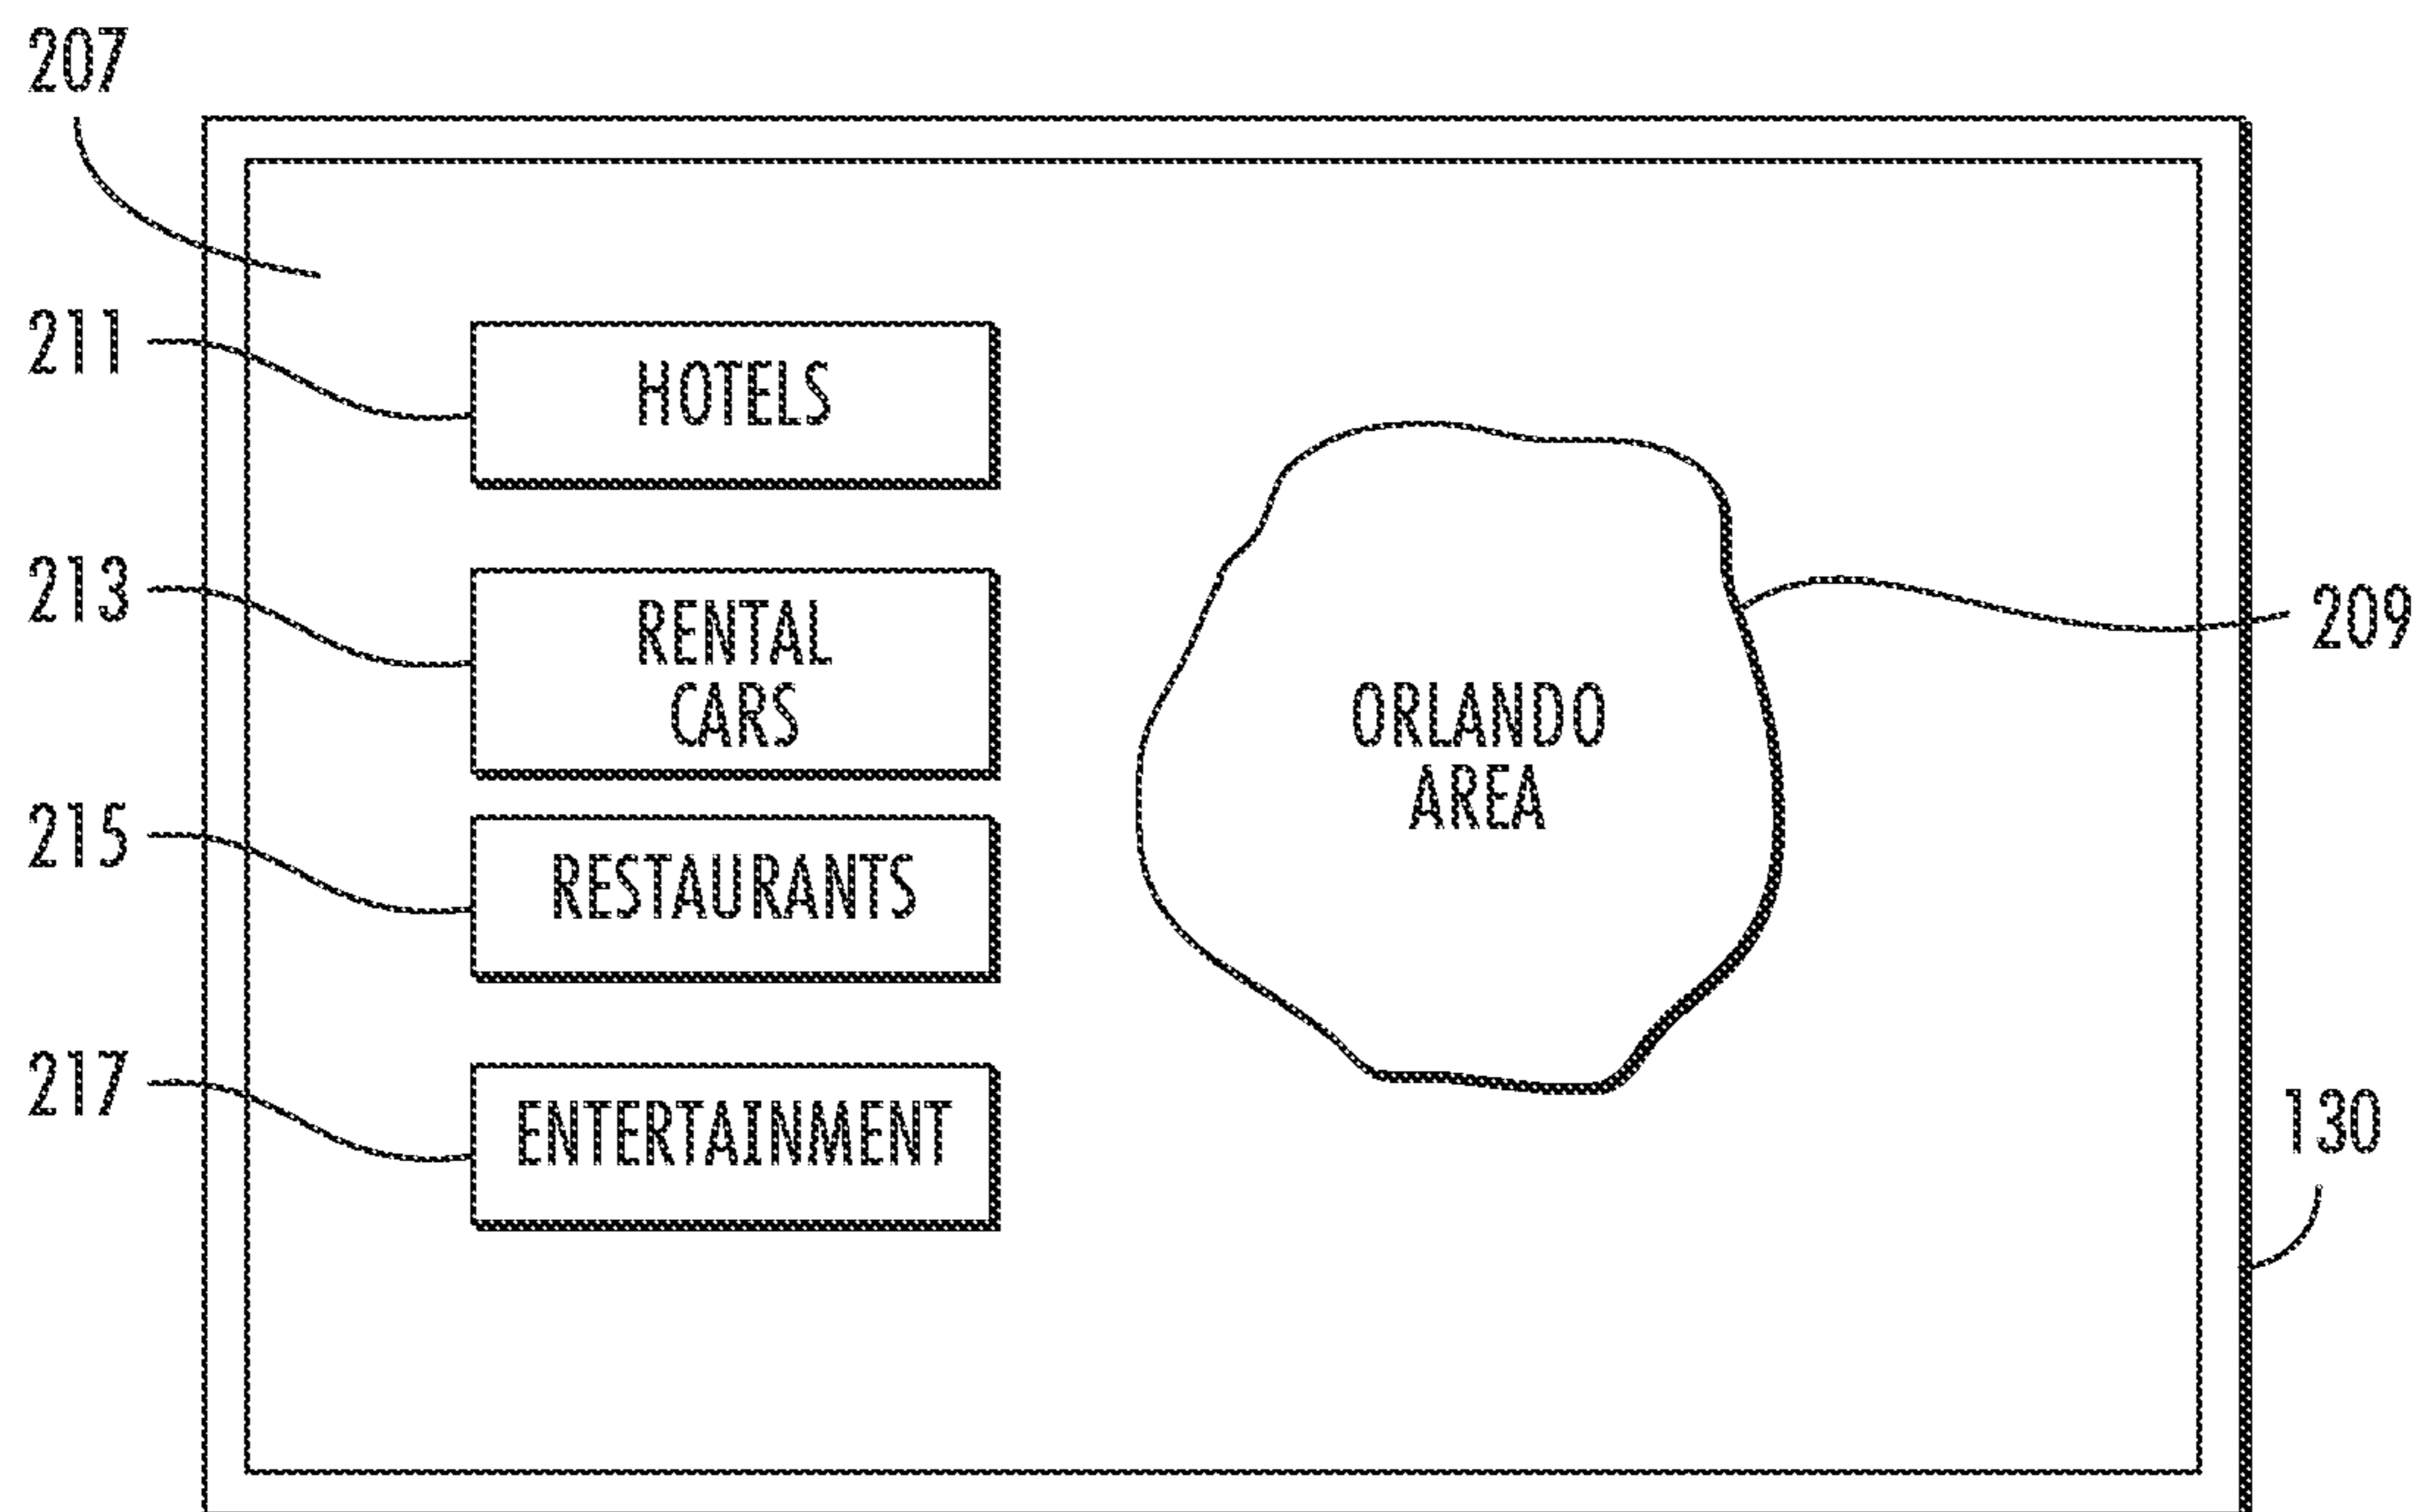 207
211
HOTELS
213
RENTAL
CARS
209
ORLANDO
AREA
215
RESTAURANTS
217
ENTERTAINMENT
130